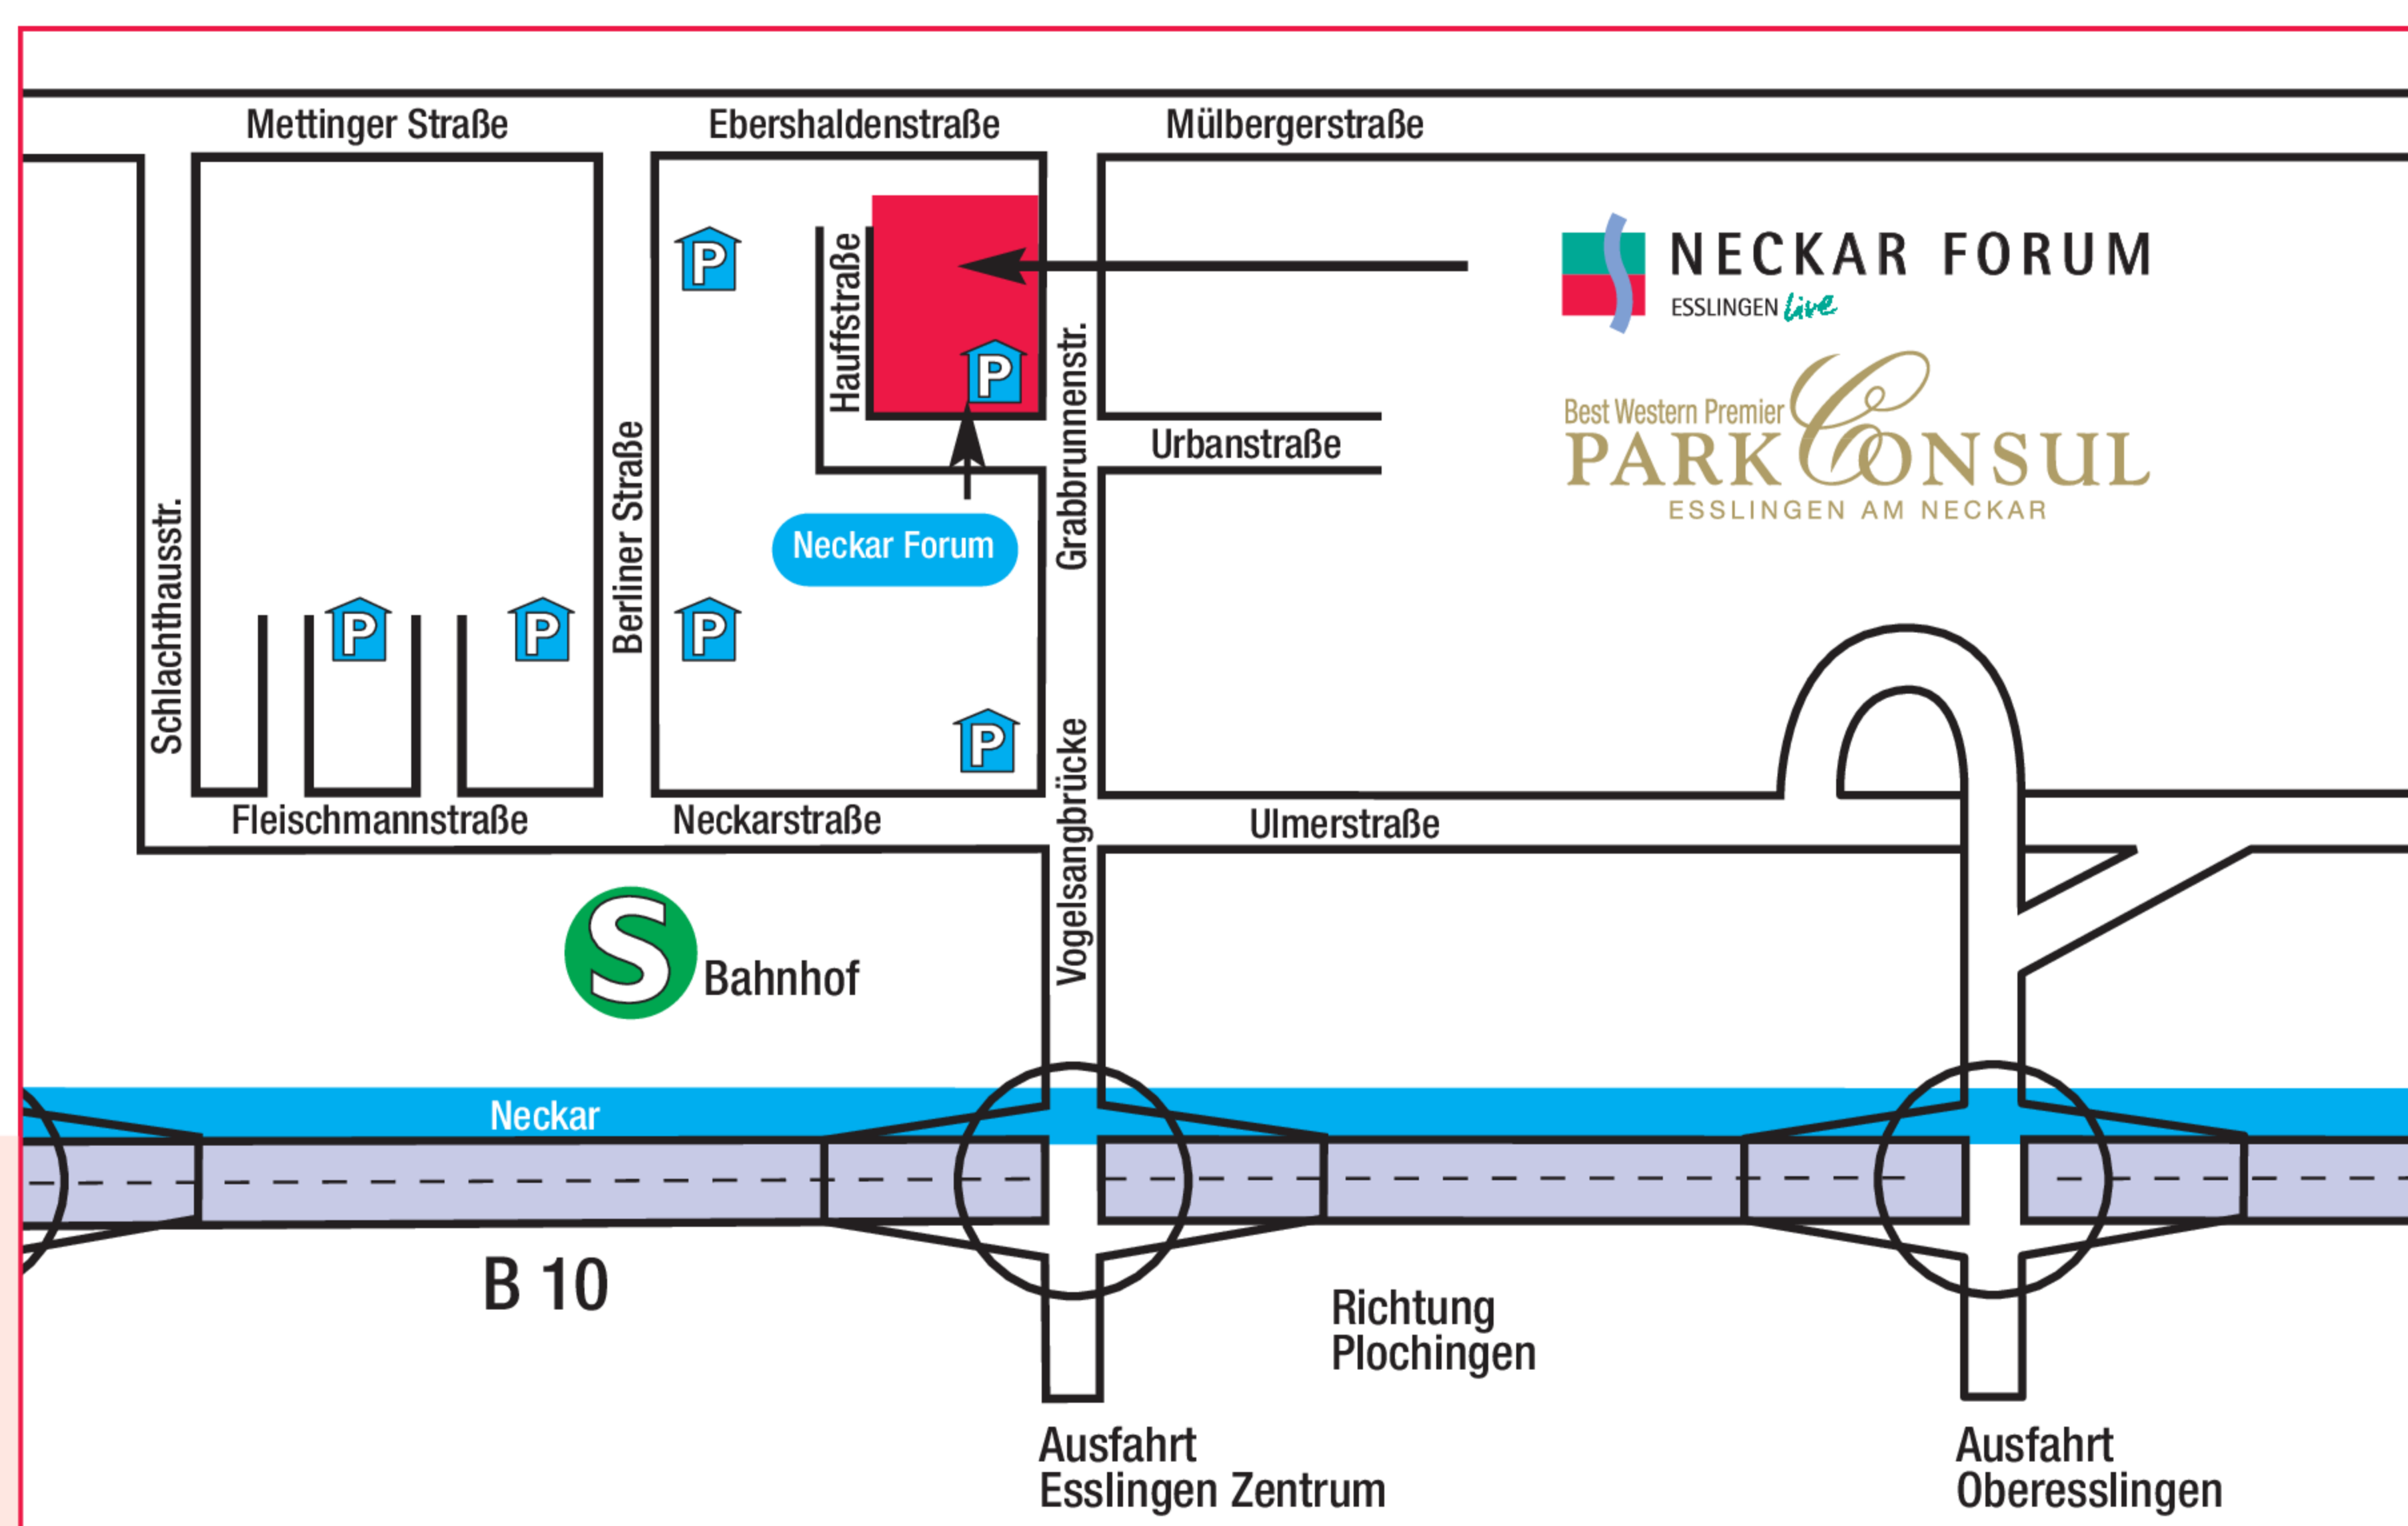 Mettinger Straße
Ebershaldenstraße
Mülbergerstraße
P
Hauffstraße
NECKAR FORUM
ESSLINGEN live
P
Grabbrunnenstr.
Best Western Premier
PARK CONSUL
ESSLINGEN AM NECKAR
Urbanstraße
Schlachthausstr.
Berliner Straße
Neckar Forum
P
P
P
P
Vogelsangbrücke
Fleischmannstraße
Neckarstraße
Ulmerstraße
S
Bahnhof
Neckar
B 10
Richtung
Plochingen
Ausfahrt
Esslingen Zentrum
Ausfahrt
Oberesslingen